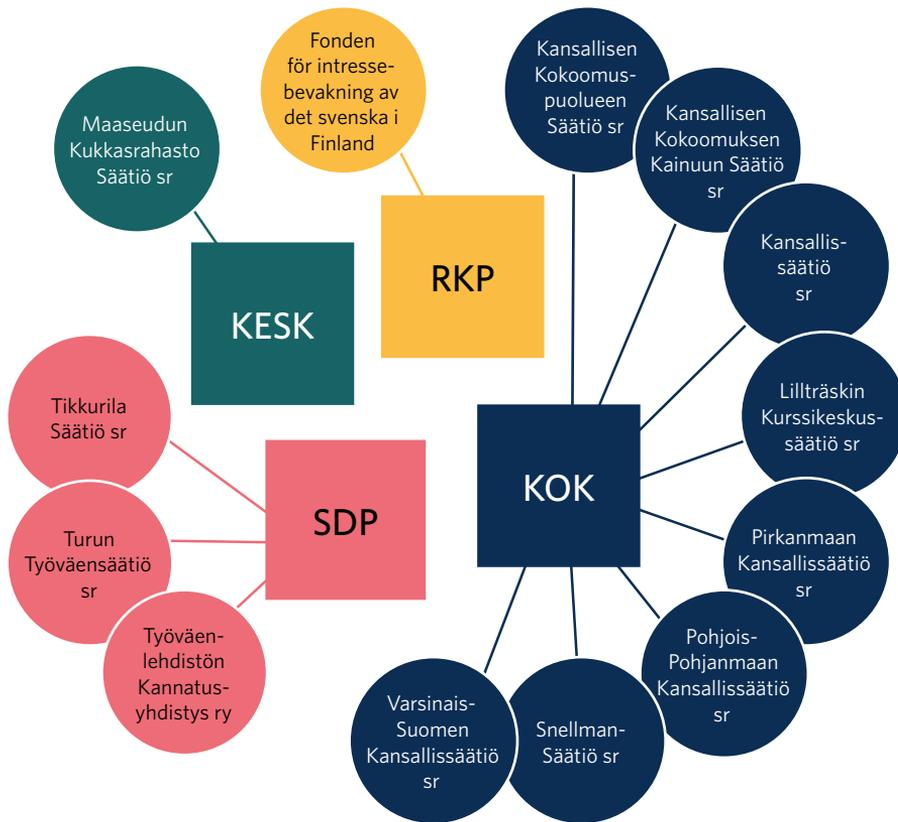 Fonden
för intresse-
bevakning av
det svenska i
Finland
Maaseudun
Kukkasrahasto
Säätiö sr
Kansallisen
Kokoomus-
puolueen
Säätiö sr
Kansallisen
Kokoomuksen
Kainuun Säätiö
sr
Kansallis-
säätiö
sr
RKP
KESK
Tikkurila
Säätiö sr
Lillträskin
Kurssikeskus-
säätiö sr
SDP
KOK
Turun
Työväensäätiö
sr
Pirkanmaan
Kansallissäätiö
sr
Työväen-
lehdistön
Kannatus-
yhdistys ry
Pohjois-
Pohjanmaan
Kansallissäätiö
sr
Varsinais-
Suomen
Kansallissäätiö
sr
Snellman-
Säätiö sr